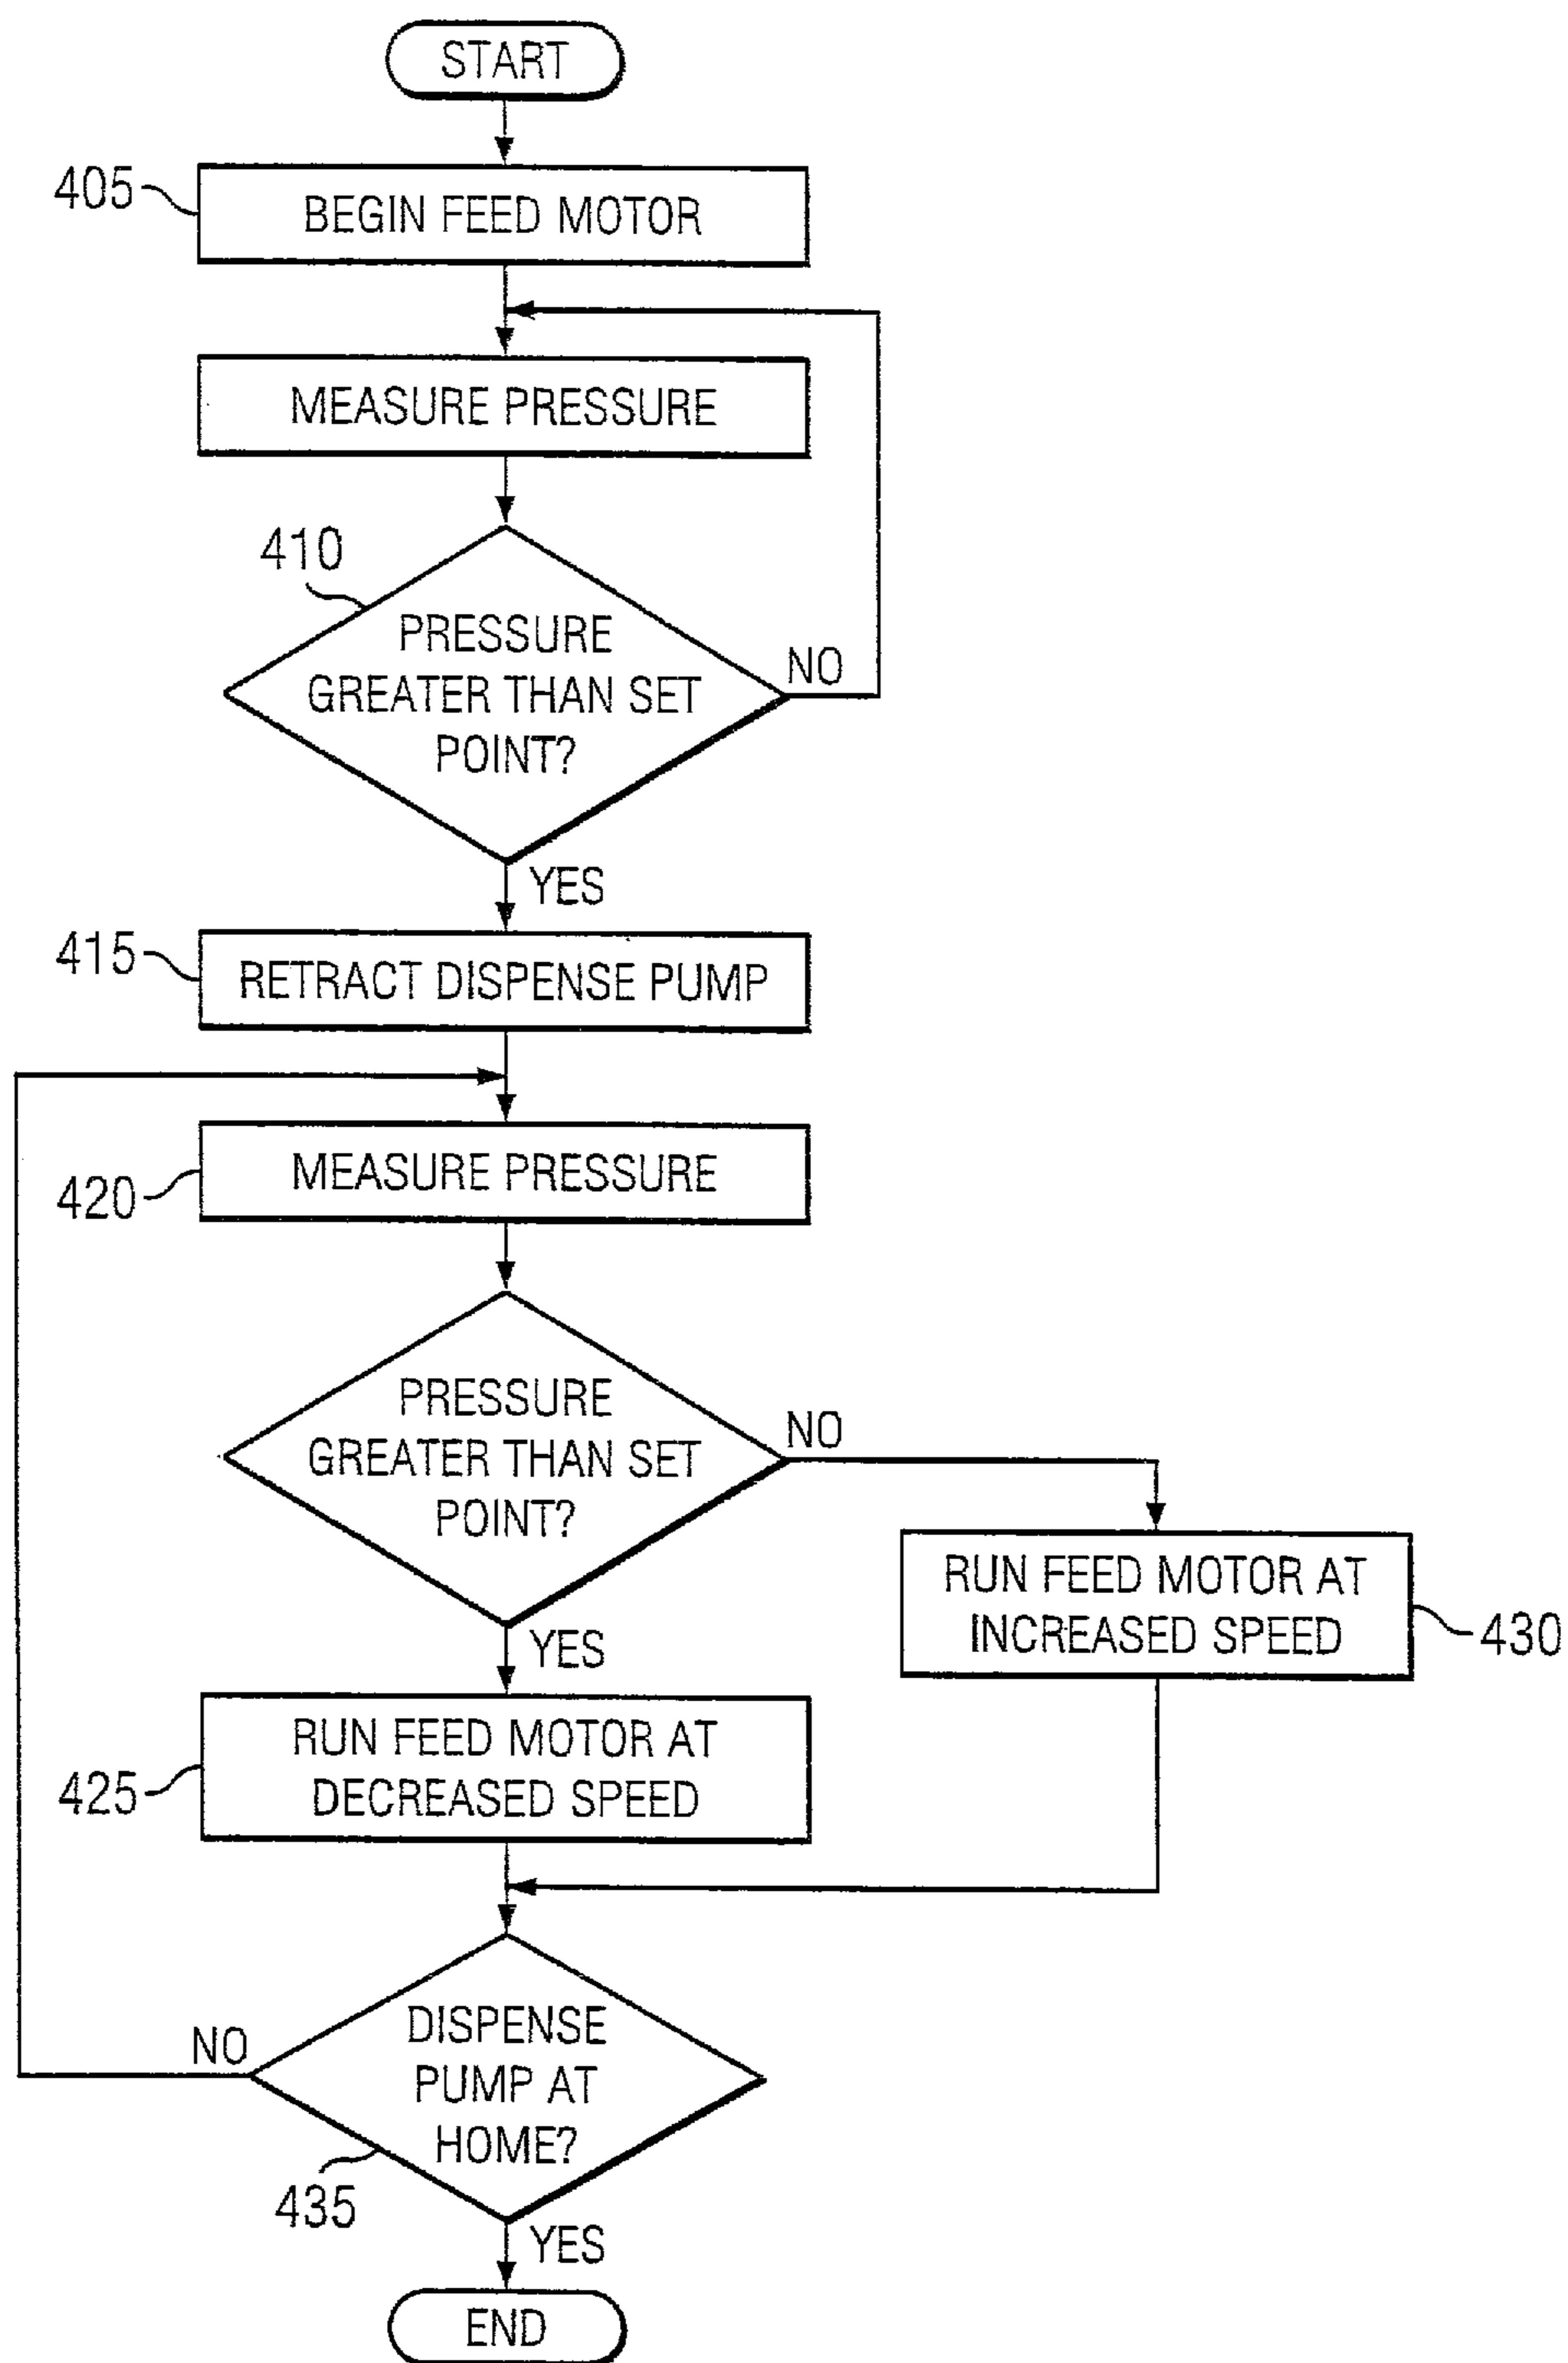 START
405
BEGIN FEED MOTOR
MEASURE PRESSURE
410
PRESSURE
GREATER THAN SET
POINT?
NO
YES
415
RETRACT DISPENSE PUMP
420
MEASURE PRESSURE
PRESSURE
GREATER THAN SET
POINT?
NO
YES
RUN FEED MOTOR AT
INCREASED SPEED
430
425
RUN FEED MOTOR AT
DECREASED SPEED
DISPENSE
PUMP AT
HOME?
NO
435
YES
END